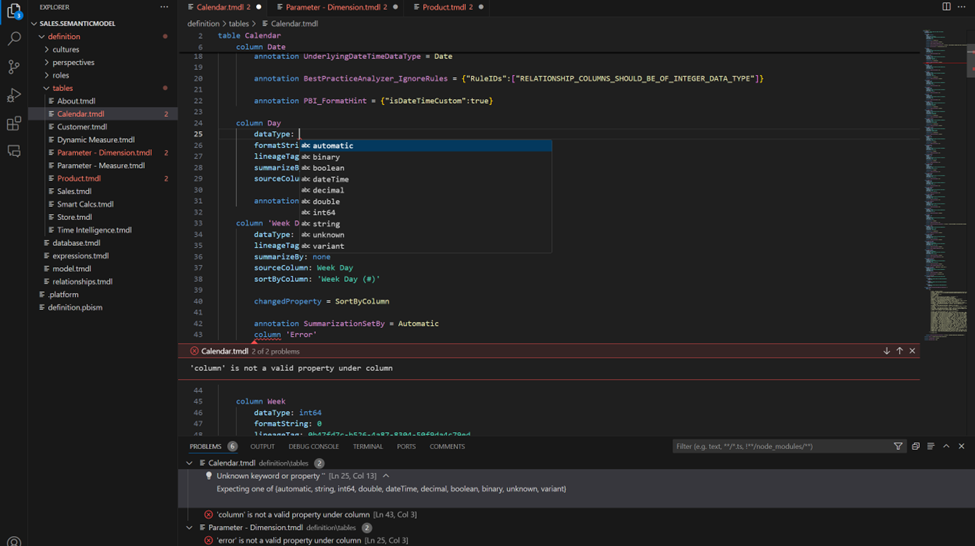 EXPLORER
SALES.SEMANTICMODEL
definition
cultures
perspectives
roles
tables
About.tmdl
Calendar.tmdl 2
Customer.tmdl
Dynamic Measure.tmdl
Parameter - Dimension.tmdl 2
Parameter - Measure.tmdl
Product.tmdl 2
Sales.tmdl
Smart Calcs.tmdl
Store.tmdl
Time Intelligence.tmdl
database.tmdl
expressions.tmdl
model.tmdl
relationships.tmdl
.platform
definition.pbism
Calendar.tmdl 2
Parameter - Dimension.tmdl 2
Product.tmdl 2
definition > tables > Calendar.tmdl
2 table Calendar
6 column Date
18 annotation UnderlyingDateTimeDataType = Date
19
20 annotation BestPracticeAnalyzer_IgnoreRules = {"RuleIDs":["RELATIONSHIP_COLUMNS_SHOULD_BE_OF_INTEGER_DATA_TYPE"]}
21
22 annotation PBI_FormatHint = {"isDateTimeCustom":true}
23
24 column Day
25 dataType:
26 formatStri
27 lineageTag
28 summarizeB
29 sourceColu
30
31 annotation
32
33 column 'Week D
34 dataType:
35 lineageTag
abc automatic
abc binary
abc boolean
abc dateTime
abc decimal
abc double
abc int64
abc string
abc unknown
abc variant
36 summarizeBy: none
37 sourceColumn: Week Day
38 sortByColumn: 'Week Day (#)'
39
40 changedProperty = SortByColumn
41
42 annotation SummarizationSetBy = Automatic
43 column 'Error'
Calendar.tmdl 2 of 2 problems
'column' is not a valid property under column
44
45 column Week
46 dataType: int64
47 formatString: 0
48
PROBLEMS 6 OUTPUT DEBUG CONSOLE TERMINAL PORTS COMMENTS
Filter (e.g. text, **/*.ts, !**/node_modules/**)
Calendar.tmdl definition\tables 2
Unknown keyword or property '' [Ln 25, Col 13]
Expecting one of {automatic, string, int64, double, dateTime, decimal, boolean, binary, unknown, variant}
'column' is not a valid property under column [Ln 43, Col 3]
Parameter - Dimension.tmdl definition\tables 2
'error' is not a valid property under column [Ln 25, Col 3]